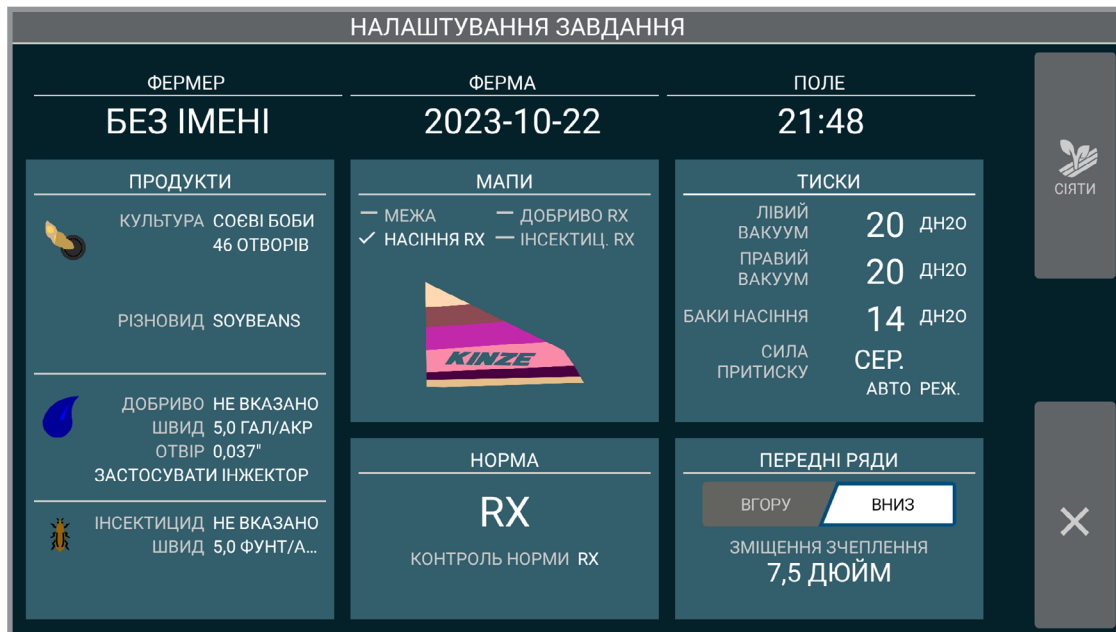 НАЛАШТУВАННЯ ЗАВДАННЯ
ФЕРМЕР
БЕЗ ІМЕНІ
ФЕРМА
2023-10-22
ПОЛЕ
21:48
СІЯТИ
ПРОДУКТИ
КУЛЬТУРА СОЄВІ БОБИ
46 ОТВОРІВ
РІЗНОВИД SOYBEANS
ДОБРИВО НЕ ВКАЗАНО
ШВИД 5,0 ГАЛ/АКР
ОТВІР 0,037"
ЗАСТОСУВАТИ ІНЖЕКТОР
ІНСЕКТИЦИД НЕ ВКАЗАНО
ШВИД 5,0 ФУНТ/А...
МАПИ
МЕЖА
ДОБРИВО RX
НАСІННЯ RX
ІНСЕКТИЦ. RX
KINZE
НОРМА
RX
КОНТРОЛЬ НОРМИ RX
ТИСКИ
ЛІВИЙ
ВАКУУМ
20 ДН2О
ПРАВИЙ
ВАКУУМ
20 ДН2О
БАКИ НАСІННЯ 14 ДН2О
СИЛА
ПРИТИСКУ
СЕР.
АВТО РЕЖ.
ПЕРЕДНІ РЯДИ
ВГОРУ
ВНИЗ
ЗМІЩЕННЯ ЗЧЕПЛЕННЯ
7,5 ДЮЙМ